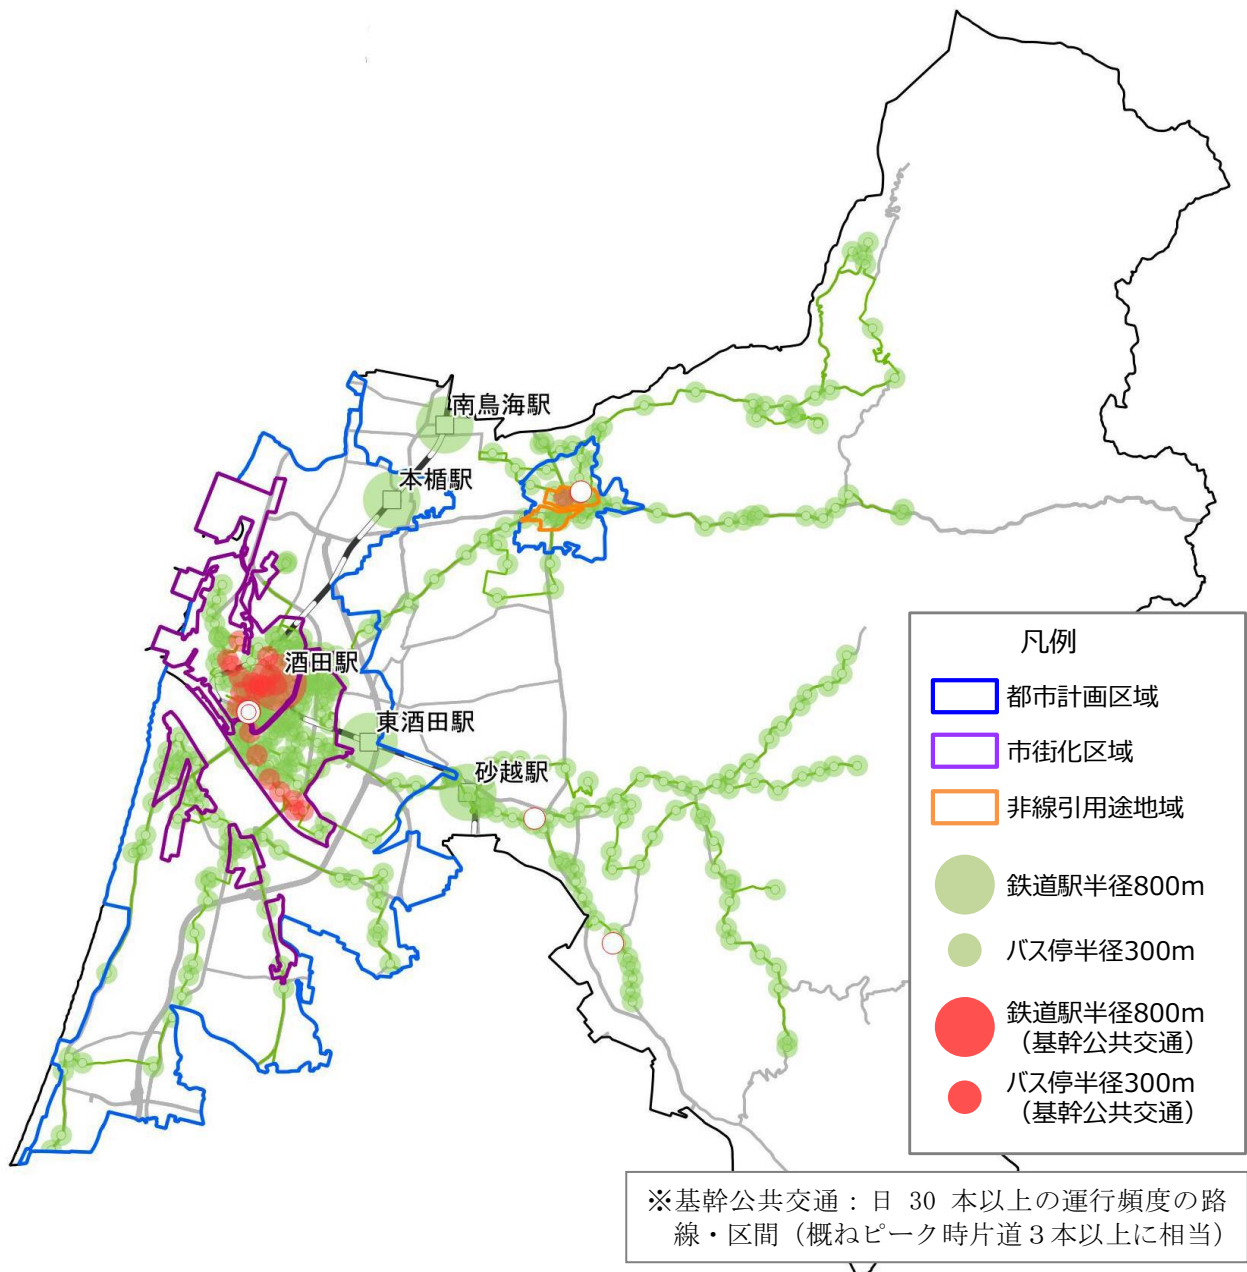 南鳥海駅
本楯駅
酒田駅
東酒田駅
砂越駅
凡例
都市計画区域
市街化区域
非線引用途地域
鉄道駅半径800m
バス停半径300m
鉄道駅半径800m
（基幹公共交通）
バス停半径300m
（基幹公共交通）
※基幹公共交通：日 30 本以上の運行頻度の路
線・区間（概ねピーク時片道３本以上に相当）